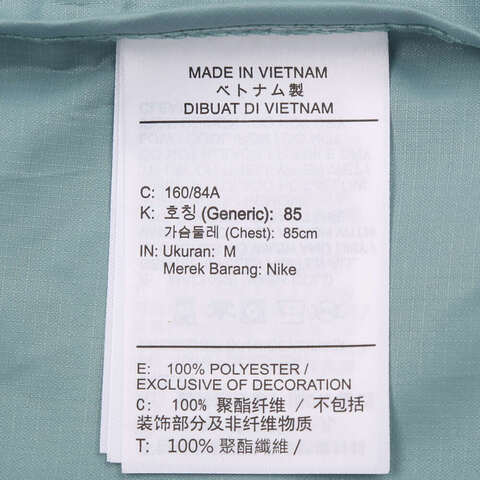 MADE IN VIETNAM
ベトナム製
DIBUAT DI VIETNAM
C: 160/84A
K: 호칭 (Generic): 85
가슴둘레 (Chest): 85cm
IN: Ukuran: M
Merek Barang: Nike
E: 100% POLYESTER /
EXCLUSIVE OF DECORATION
C: 100% 聚酯纤维 / 不包括
装饰部分及非纤维物质
T: 100% 聚酯纖維 /